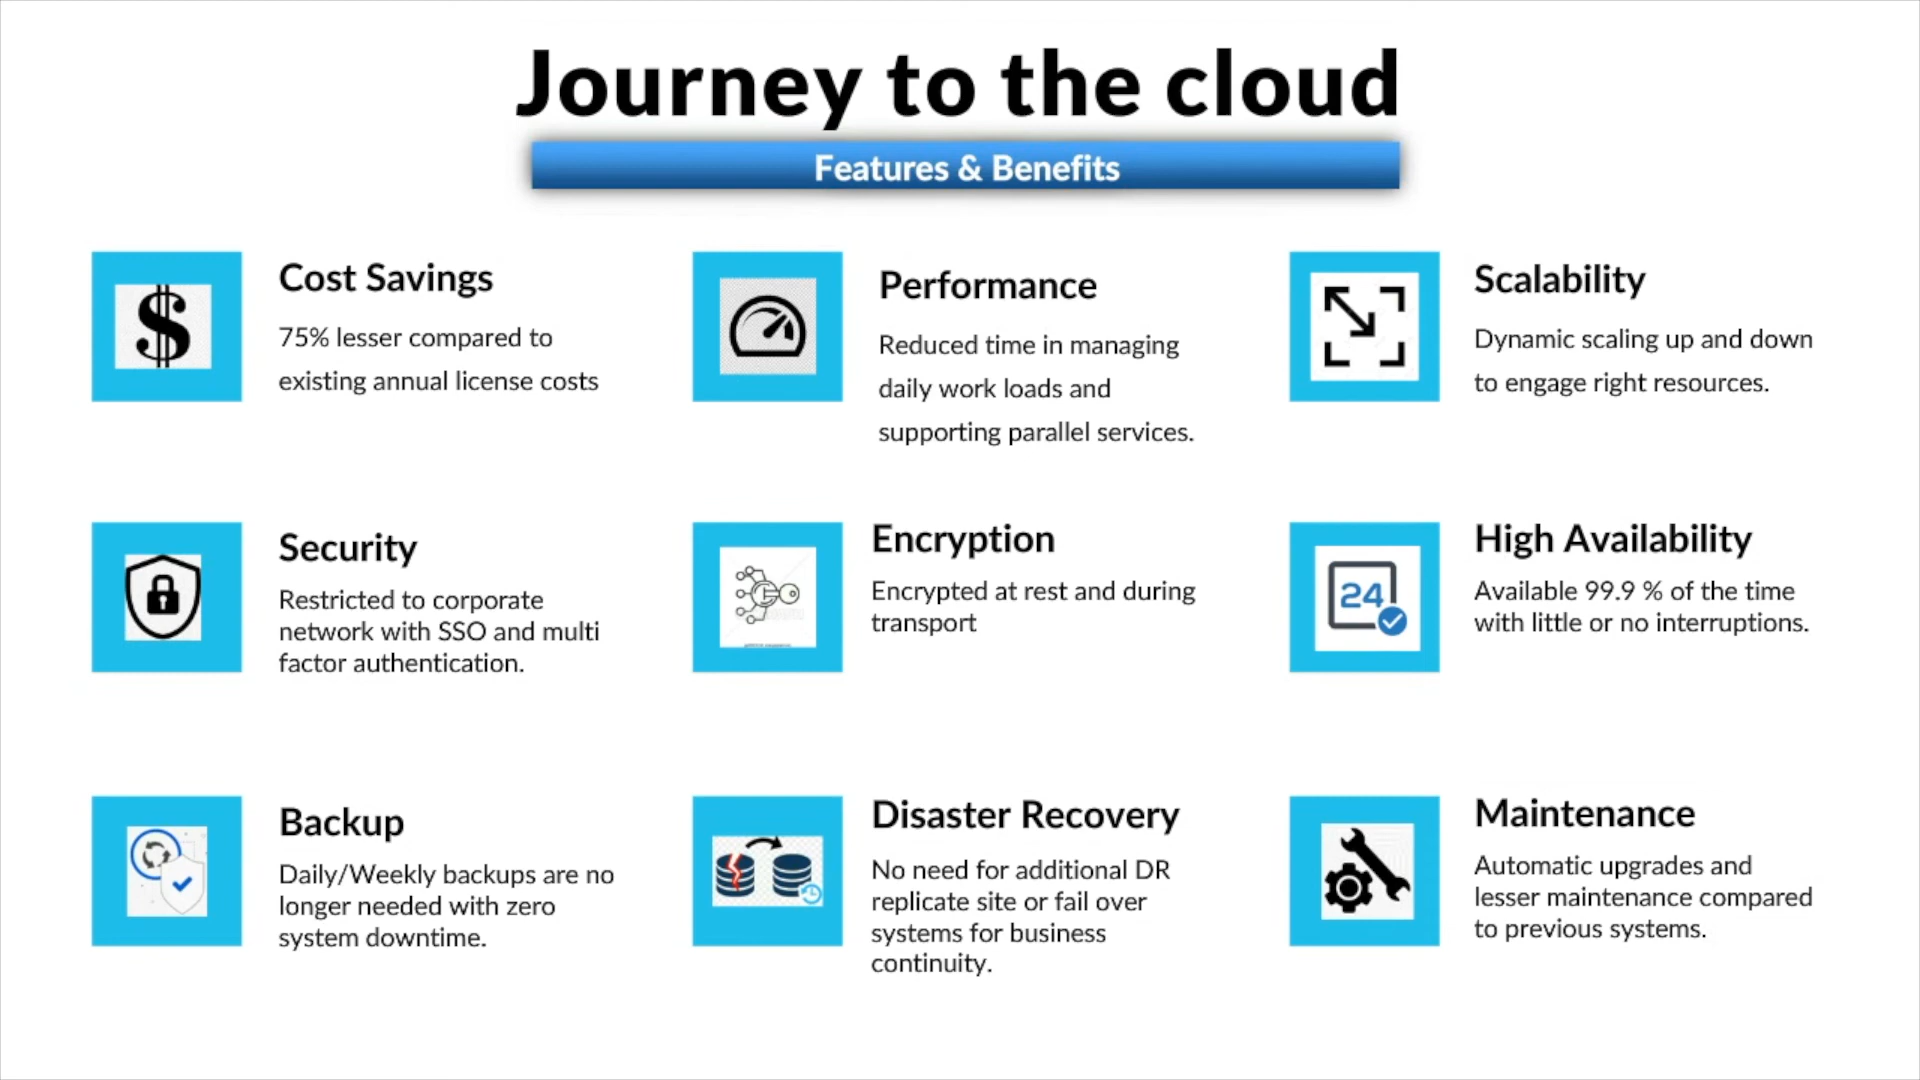 Journey to the cloud
Features & Benefits
Cost Savings
75% lesser compared to
existing annual license costs
Performance
Reduced time in managing
daily work loads and
supporting parallel services.
Scalability
Dynamic scaling up and down
to engage right resources.
Security
Restricted to corporate
network with SSO and multi
factor authentication.
Encryption
Encrypted at rest and during
transport
High Availability
24
Available 99.9 % of the time
with little or no interruptions.
Backup
Daily/Weekly backups are no
longer needed with zero
system downtime.
Disaster Recovery
No need for additional DR
replicate site or fail over
systems for business
continuity.
Maintenance
Automatic upgrades and
lesser maintenance compared
to previous systems.